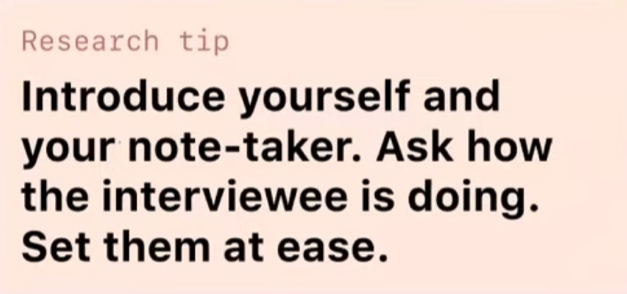 Research tip
Introduce yourself and
your note-taker. Ask how
the interviewee is doing.
Set them at ease.